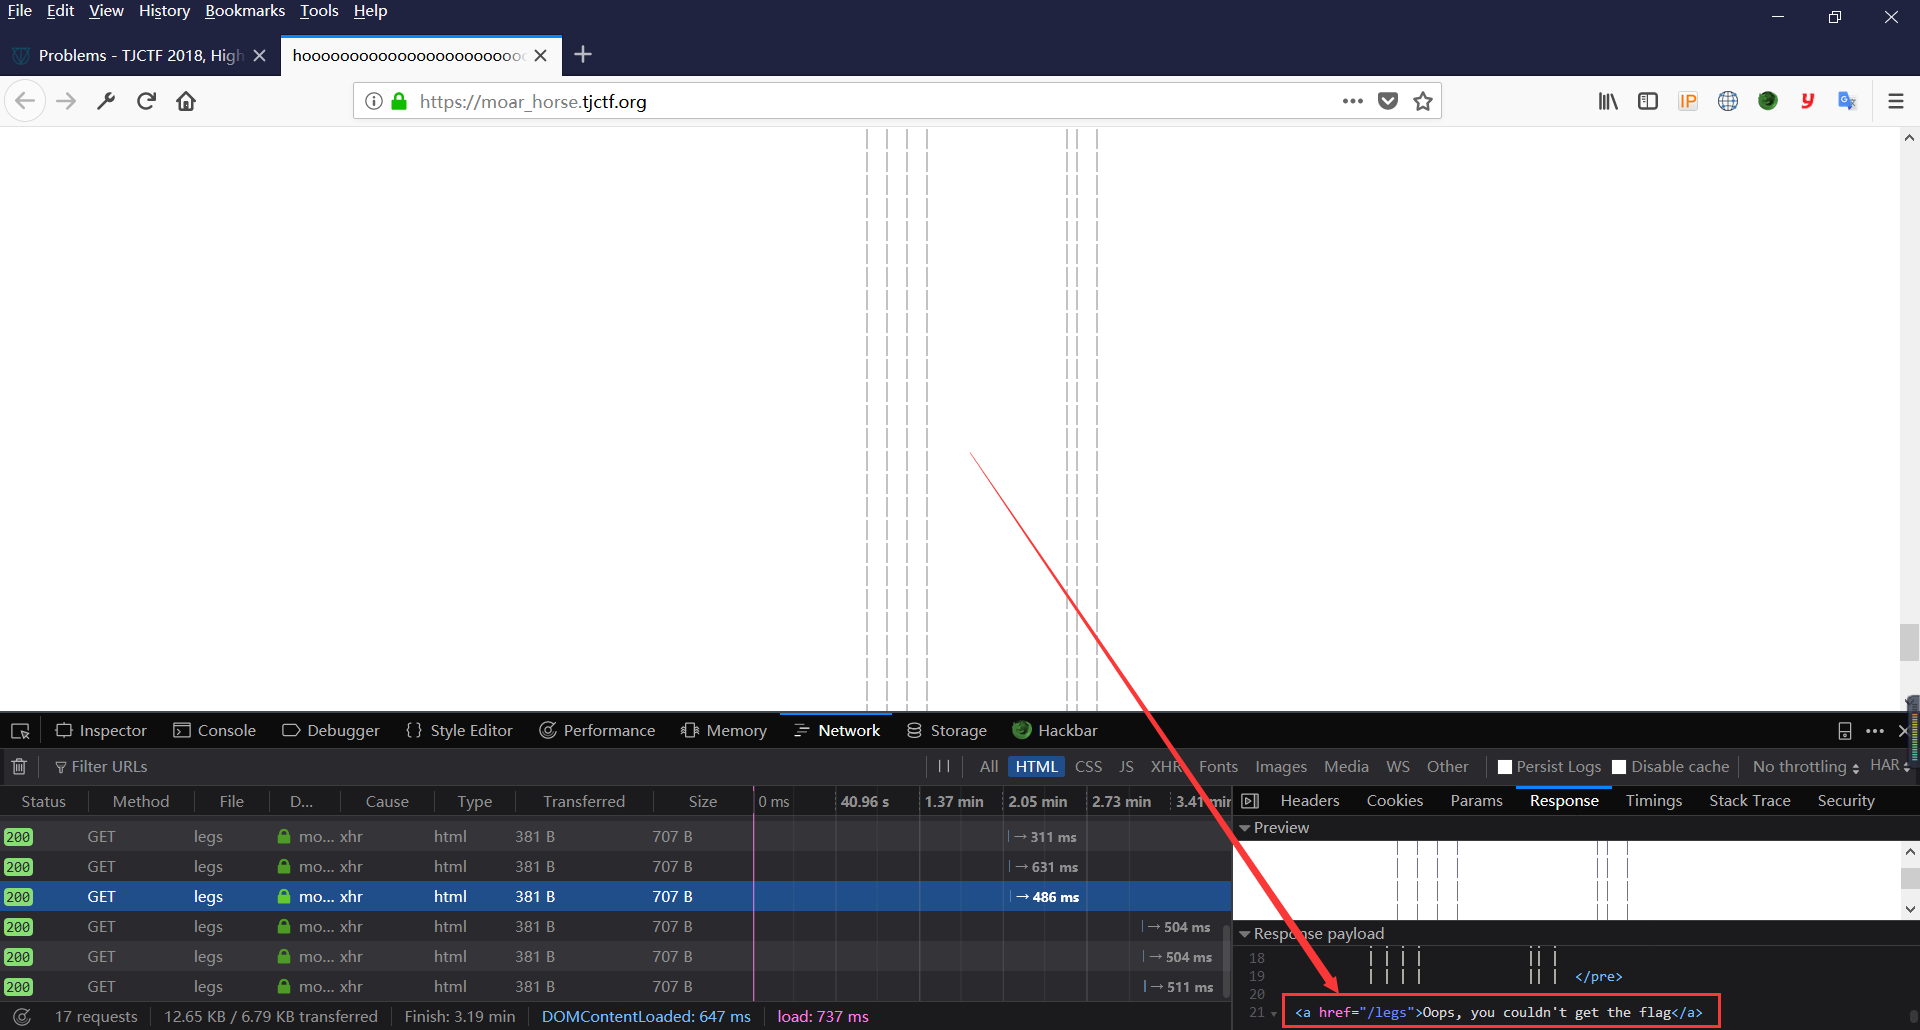 File Edit View History Bookmarks Tools Help
Problems - TJCTF 2018, High
hoooooooooooooooooooooooo
https://moar_horse.tjctf.org
IP
y
Inspector Console Debugger {} Style Editor Performance Memory Network Storage Hackbar
Filter URLs All HTML CSS JS XHR Fonts Images Media WS Other Persist Logs Disable cache No throttling HAR
Status Method File D... Cause Type Transferred Size 0 ms 40.96 s 1.37 min 2.05 min 2.73 min 3.41 min
200 GET legs mo... xhr html 381 B 707 B → 311 ms
200 GET legs mo... xhr html 381 B 707 B → 631 ms
200 GET legs mo... xhr html 381 B 707 B → 486 ms
200 GET legs mo... xhr html 381 B 707 B → 504 ms
200 GET legs mo... xhr html 381 B 707 B → 504 ms
200 GET legs mo... xhr html 381 B 707 B → 511 ms
17 requests 12.65 KB / 6.79 KB transferred Finish: 3.19 min DOMContentLoaded: 647 ms load: 737 ms
Headers Cookies Params Response Timings Stack Trace Security
Preview
Response payload
18 | | | | || |
19 | | | | || | </pre>
20
21 <a href="/legs">Oops, you couldn't get the flag</a>